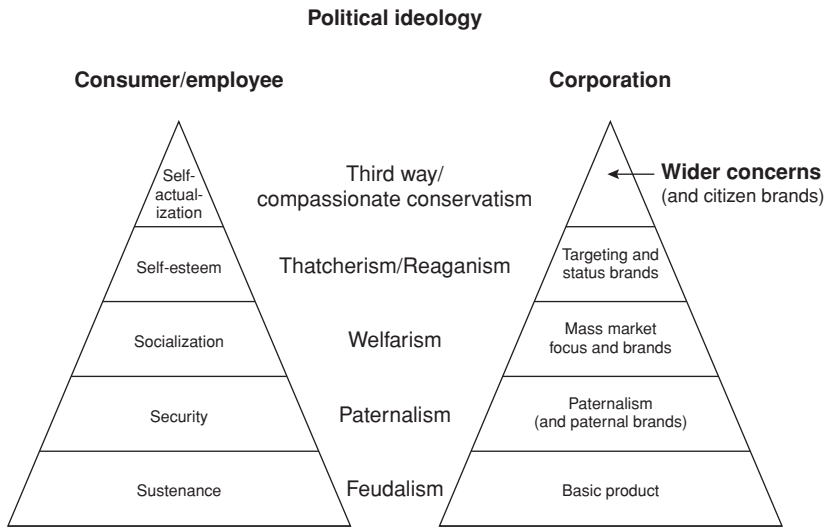 Political ideology
Consumer/employee
Corporation
Self-
actual-
ization
Third way/
compassionate conservatism
Wider concerns
(and citizen brands)
Self-esteem
Thatcherism/Reaganism
Targeting and
status brands
Socialization
Welfarism
Mass market
focus and brands
Security
Paternalism
Paternalism
(and paternal brands)
Sustenance
Feudalism
Basic product